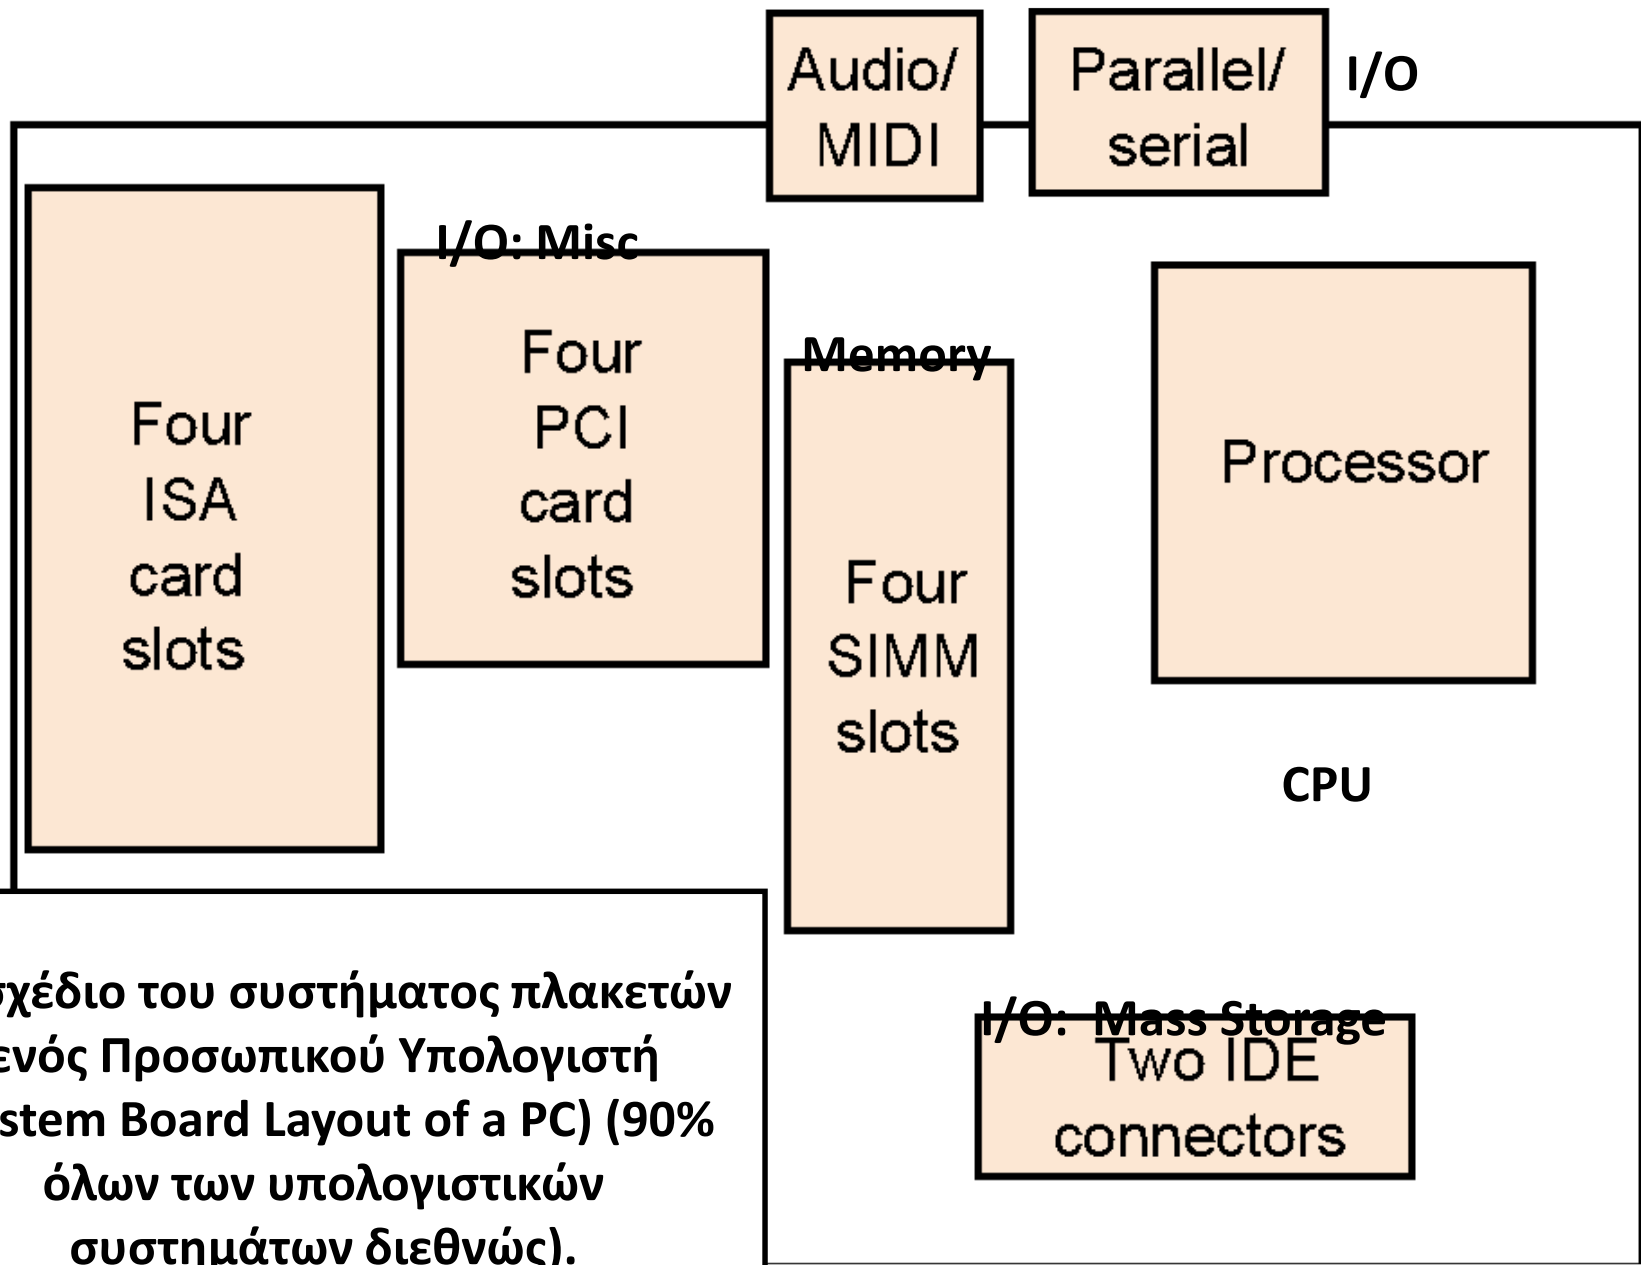 Audio/
MIDI
Parallel/
serial
I/O
I/O: Misc
Four
ISA
card
slots
Four
PCI
card
slots
Memory
Four
SIMM
slots
Processor
CPU
I/O: Mass Storage
Two IDE
connectors
σχέδιο του συστήματος πλακετών
ενός Προσωπικού Υπολογιστή
stem Board Layout of a PC) (90%
όλων των υπολογιστικών
συστημάτων διεθνώς).